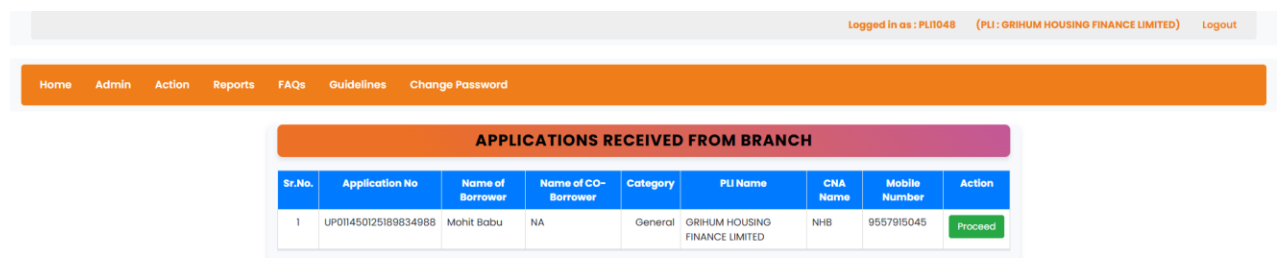 Logged in as : PLI1048 (PLI : GRIHUM HOUSING FINANCE LIMITED) Logout
Home Admin Action Reports FAQs Guidelines Change Password
APPLICATIONS RECEIVED FROM BRANCH
Sr.No. Application No Name of Borrower Name of CO-Borrower Category PLI Name CNA Name Mobile Number Action
1 UP011450125189834988 Mohit Babu NA General GRIHUM HOUSING FINANCE LIMITED NHB 9557915045 Proceed